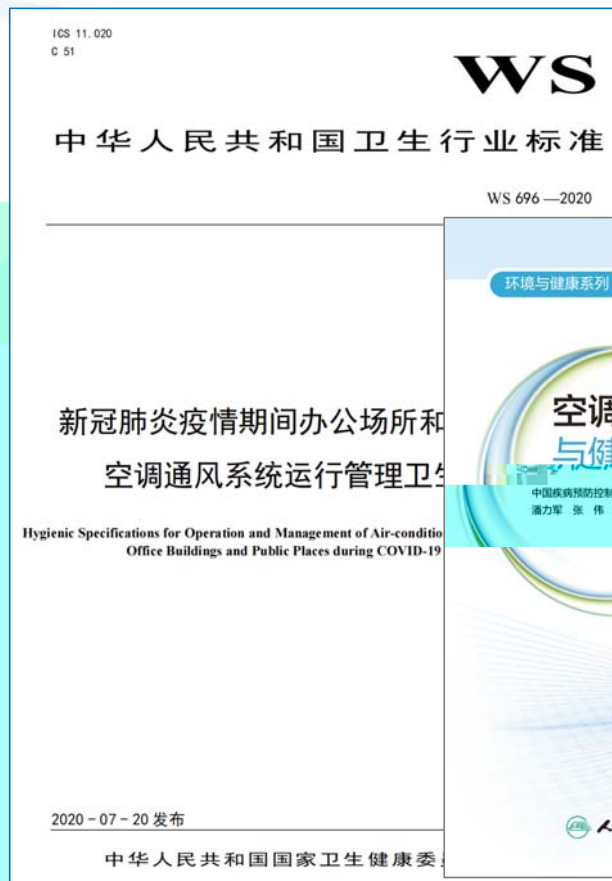 ICS 11.020
C 51
WS
中华人民共和国卫生行业标准
WS 696—2020
环境与健康系列
新冠肺炎疫情期间办公场所和
空调通风系统运行管理卫生
Hygienic Specifications for Operation and Management of Air-conditio
Office Buildings and Public Places during COVID-19
空调
与健
中国疾病预防控制
潘力军 张 伟
2020-07-20 发布
中华人民共和国国家卫生健康委
人